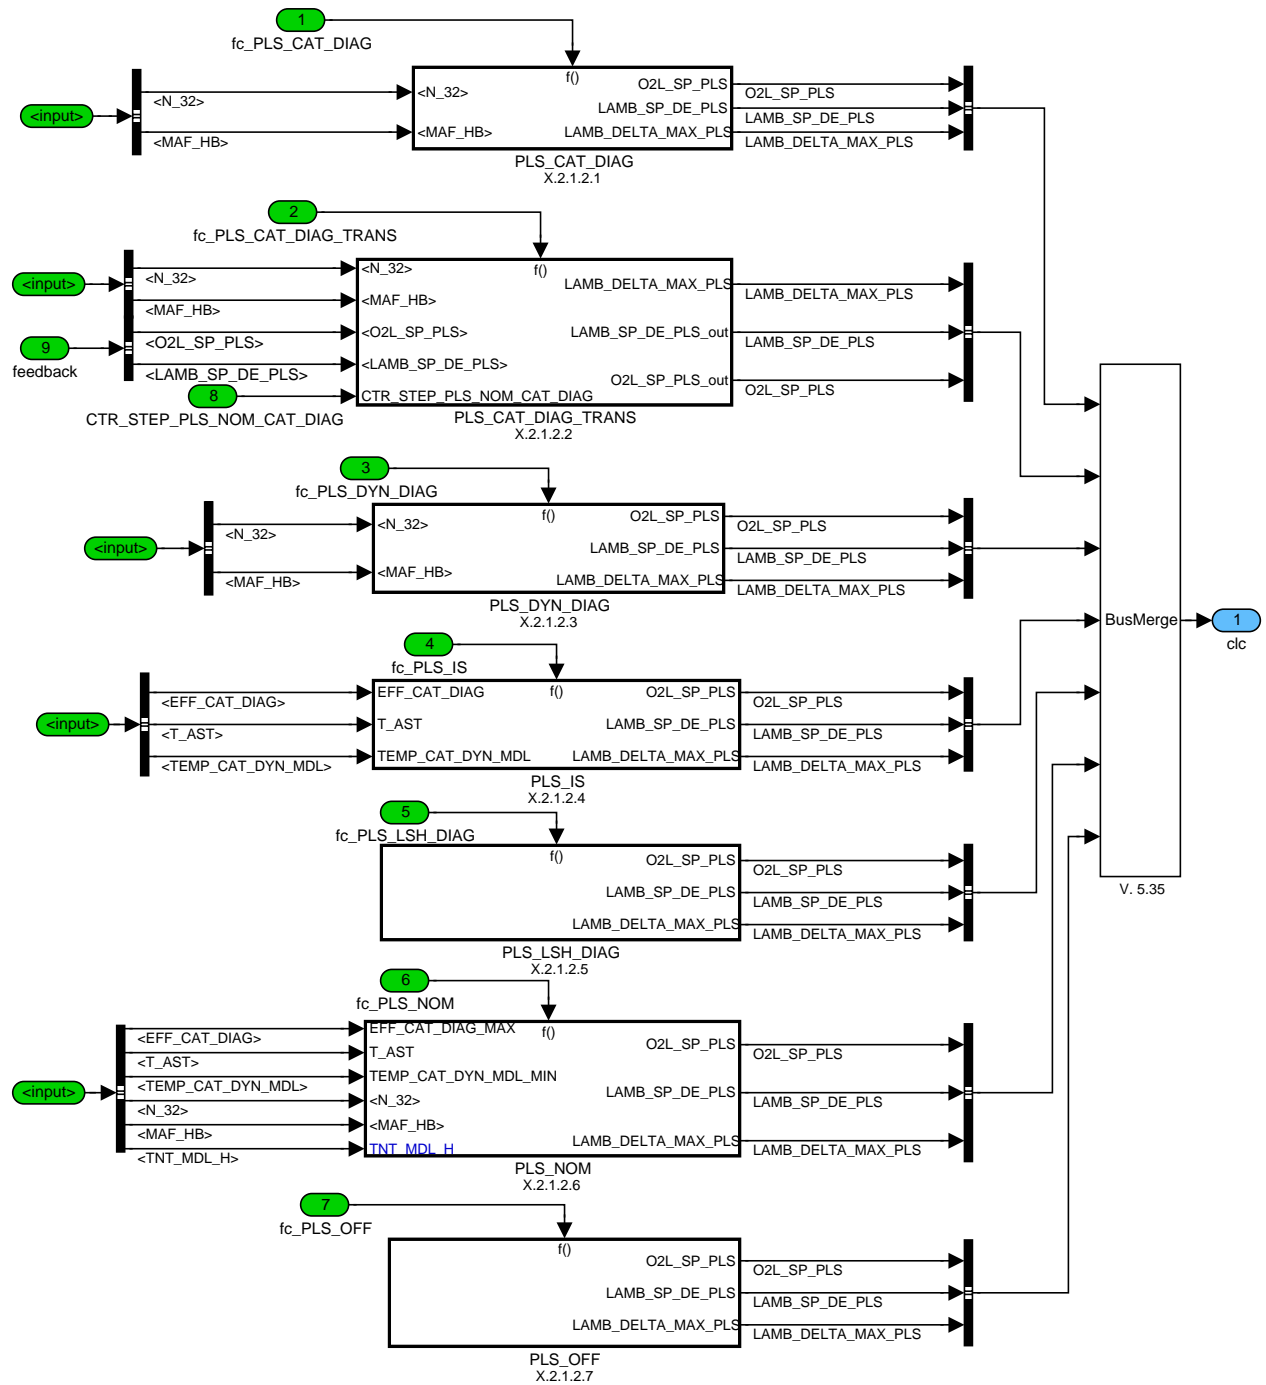 1
fc_PLS_CAT_DIAG
f()
<input>
<N_32>
<MAF_HB>
<N_32>
<MAF_HB>
O2L_SP_PLS
LAMB_SP_DE_PLS
LAMB_DELTA_MAX_PLS
O2L_SP_PLS
LAMB_SP_DE_PLS
LAMB_DELTA_MAX_PLS
PLS_CAT_DIAG
X.2.1.2.1
2
fc_PLS_CAT_DIAG_TRANS
f()
<input>
<N_32>
<MAF_HB>
9
feedback
<O2L_SP_PLS>
<LAMB_SP_DE_PLS>
8
CTR_STEP_PLS_NOM_CAT_DIAG
<N_32>
<MAF_HB>
<O2L_SP_PLS>
<LAMB_SP_DE_PLS>
CTR_STEP_PLS_NOM_CAT_DIAG
LAMB_DELTA_MAX_PLS
LAMB_SP_DE_PLS_out
O2L_SP_PLS_out
LAMB_DELTA_MAX_PLS
LAMB_SP_DE_PLS
O2L_SP_PLS
PLS_CAT_DIAG_TRANS
X.2.1.2.2
3
fc_PLS_DYN_DIAG
f()
<input>
<N_32>
<MAF_HB>
<N_32>
<MAF_HB>
O2L_SP_PLS
LAMB_SP_DE_PLS
LAMB_DELTA_MAX_PLS
O2L_SP_PLS
LAMB_SP_DE_PLS
LAMB_DELTA_MAX_PLS
PLS_DYN_DIAG
X.2.1.2.3
BusMerge
V. 5.35
1
clc
4
fc_PLS_IS
f()
<input>
<EFF_CAT_DIAG>
<T_AST>
<TEMP_CAT_DYN_MDL>
EFF_CAT_DIAG
T_AST
TEMP_CAT_DYN_MDL
O2L_SP_PLS
LAMB_SP_DE_PLS
LAMB_DELTA_MAX_PLS
O2L_SP_PLS
LAMB_SP_DE_PLS
LAMB_DELTA_MAX_PLS
PLS_IS
X.2.1.2.4
5
fc_PLS_LSH_DIAG
f()
O2L_SP_PLS
LAMB_SP_DE_PLS
LAMB_DELTA_MAX_PLS
O2L_SP_PLS
LAMB_SP_DE_PLS
LAMB_DELTA_MAX_PLS
PLS_LSH_DIAG
X.2.1.2.5
6
fc_PLS_NOM
f()
<input>
<EFF_CAT_DIAG>
<T_AST>
<TEMP_CAT_DYN_MDL>
<N_32>
<MAF_HB>
<TNT_MDL_H>
EFF_CAT_DIAG_MAX
T_AST
TEMP_CAT_DYN_MDL_MIN
<N_32>
<MAF_HB>
TNT_MDL_H
O2L_SP_PLS
LAMB_SP_DE_PLS
LAMB_DELTA_MAX_PLS
O2L_SP_PLS
LAMB_SP_DE_PLS
LAMB_DELTA_MAX_PLS
PLS_NOM
X.2.1.2.6
7
fc_PLS_OFF
f()
O2L_SP_PLS
LAMB_SP_DE_PLS
LAMB_DELTA_MAX_PLS
O2L_SP_PLS
LAMB_SP_DE_PLS
LAMB_DELTA_MAX_PLS
PLS_OFF
X.2.1.2.7